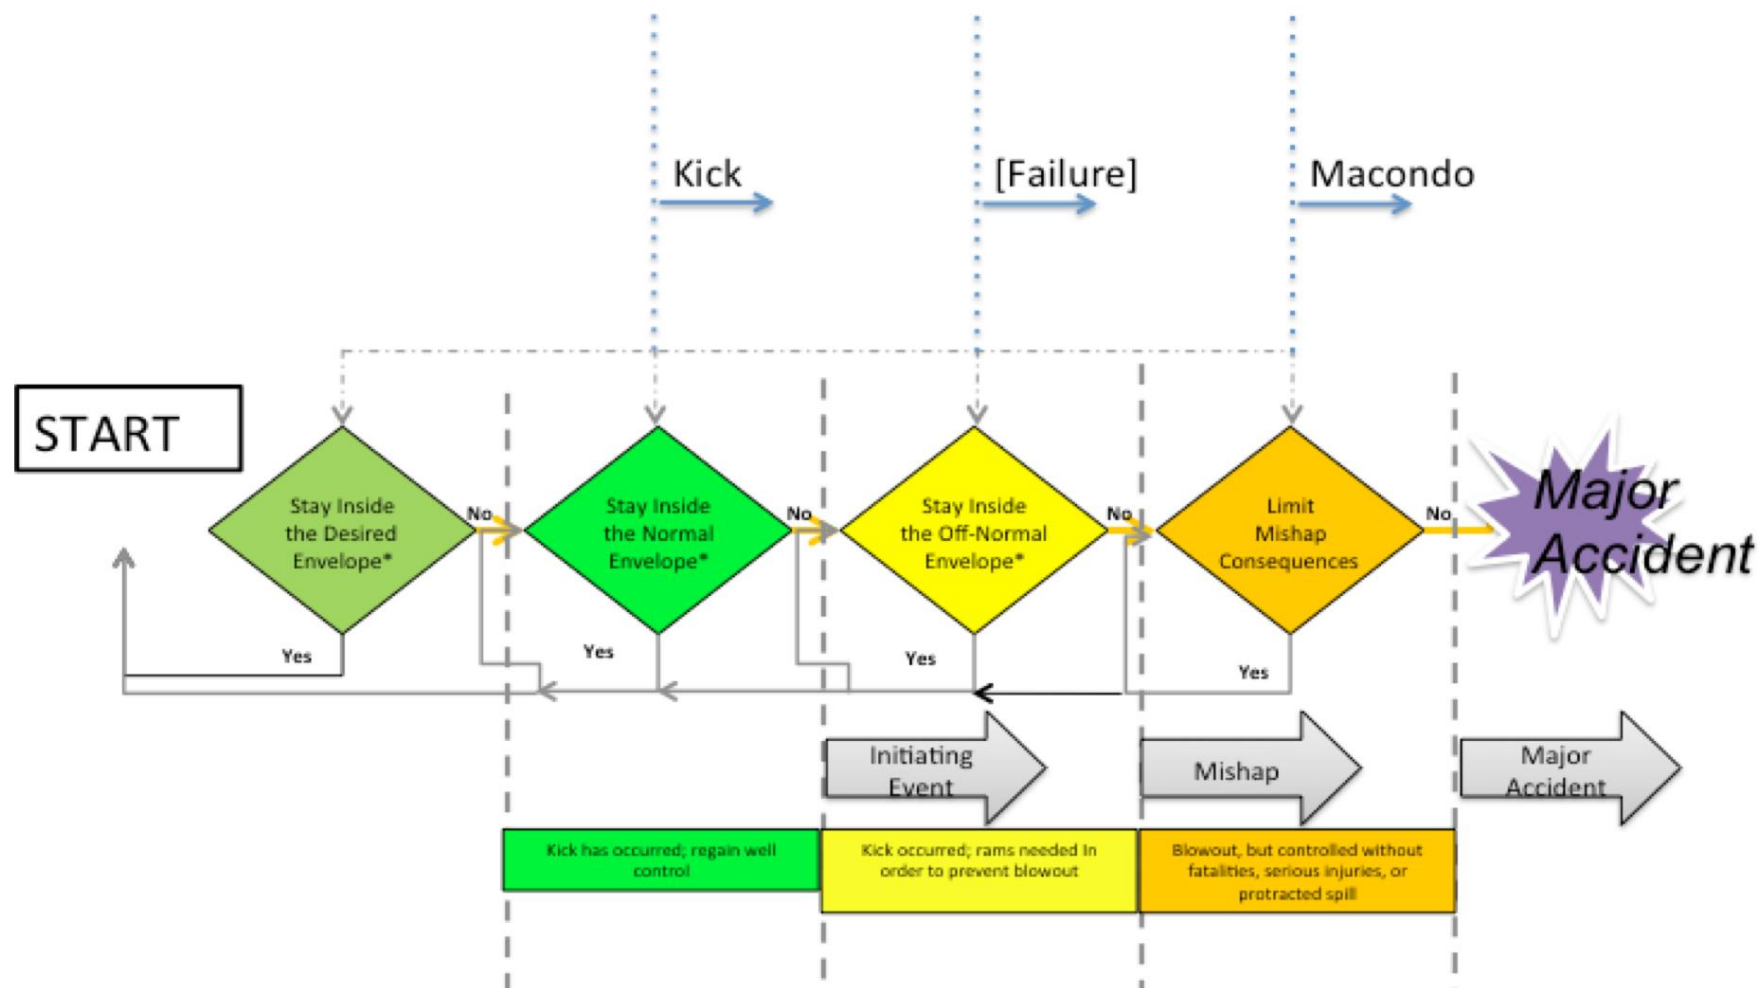 Kick
[Failure]
Macondo
START
Stay Inside
the Desired
Envelope*
No
Stay Inside
the Normal
Envelope*
No
Stay Inside
the Off-Normal
Envelope*
No
Limit
Mishap
Consequences
No
Major
Accident
Yes
Yes
Yes
Yes
Initiating
Event
Mishap
Major
Accident
Kick has occurred; regain well
control
Kick occurred; rams needed In
order to prevent blowout
Blowout, but controlled without
fatalities, serious injuries, or
protracted spill